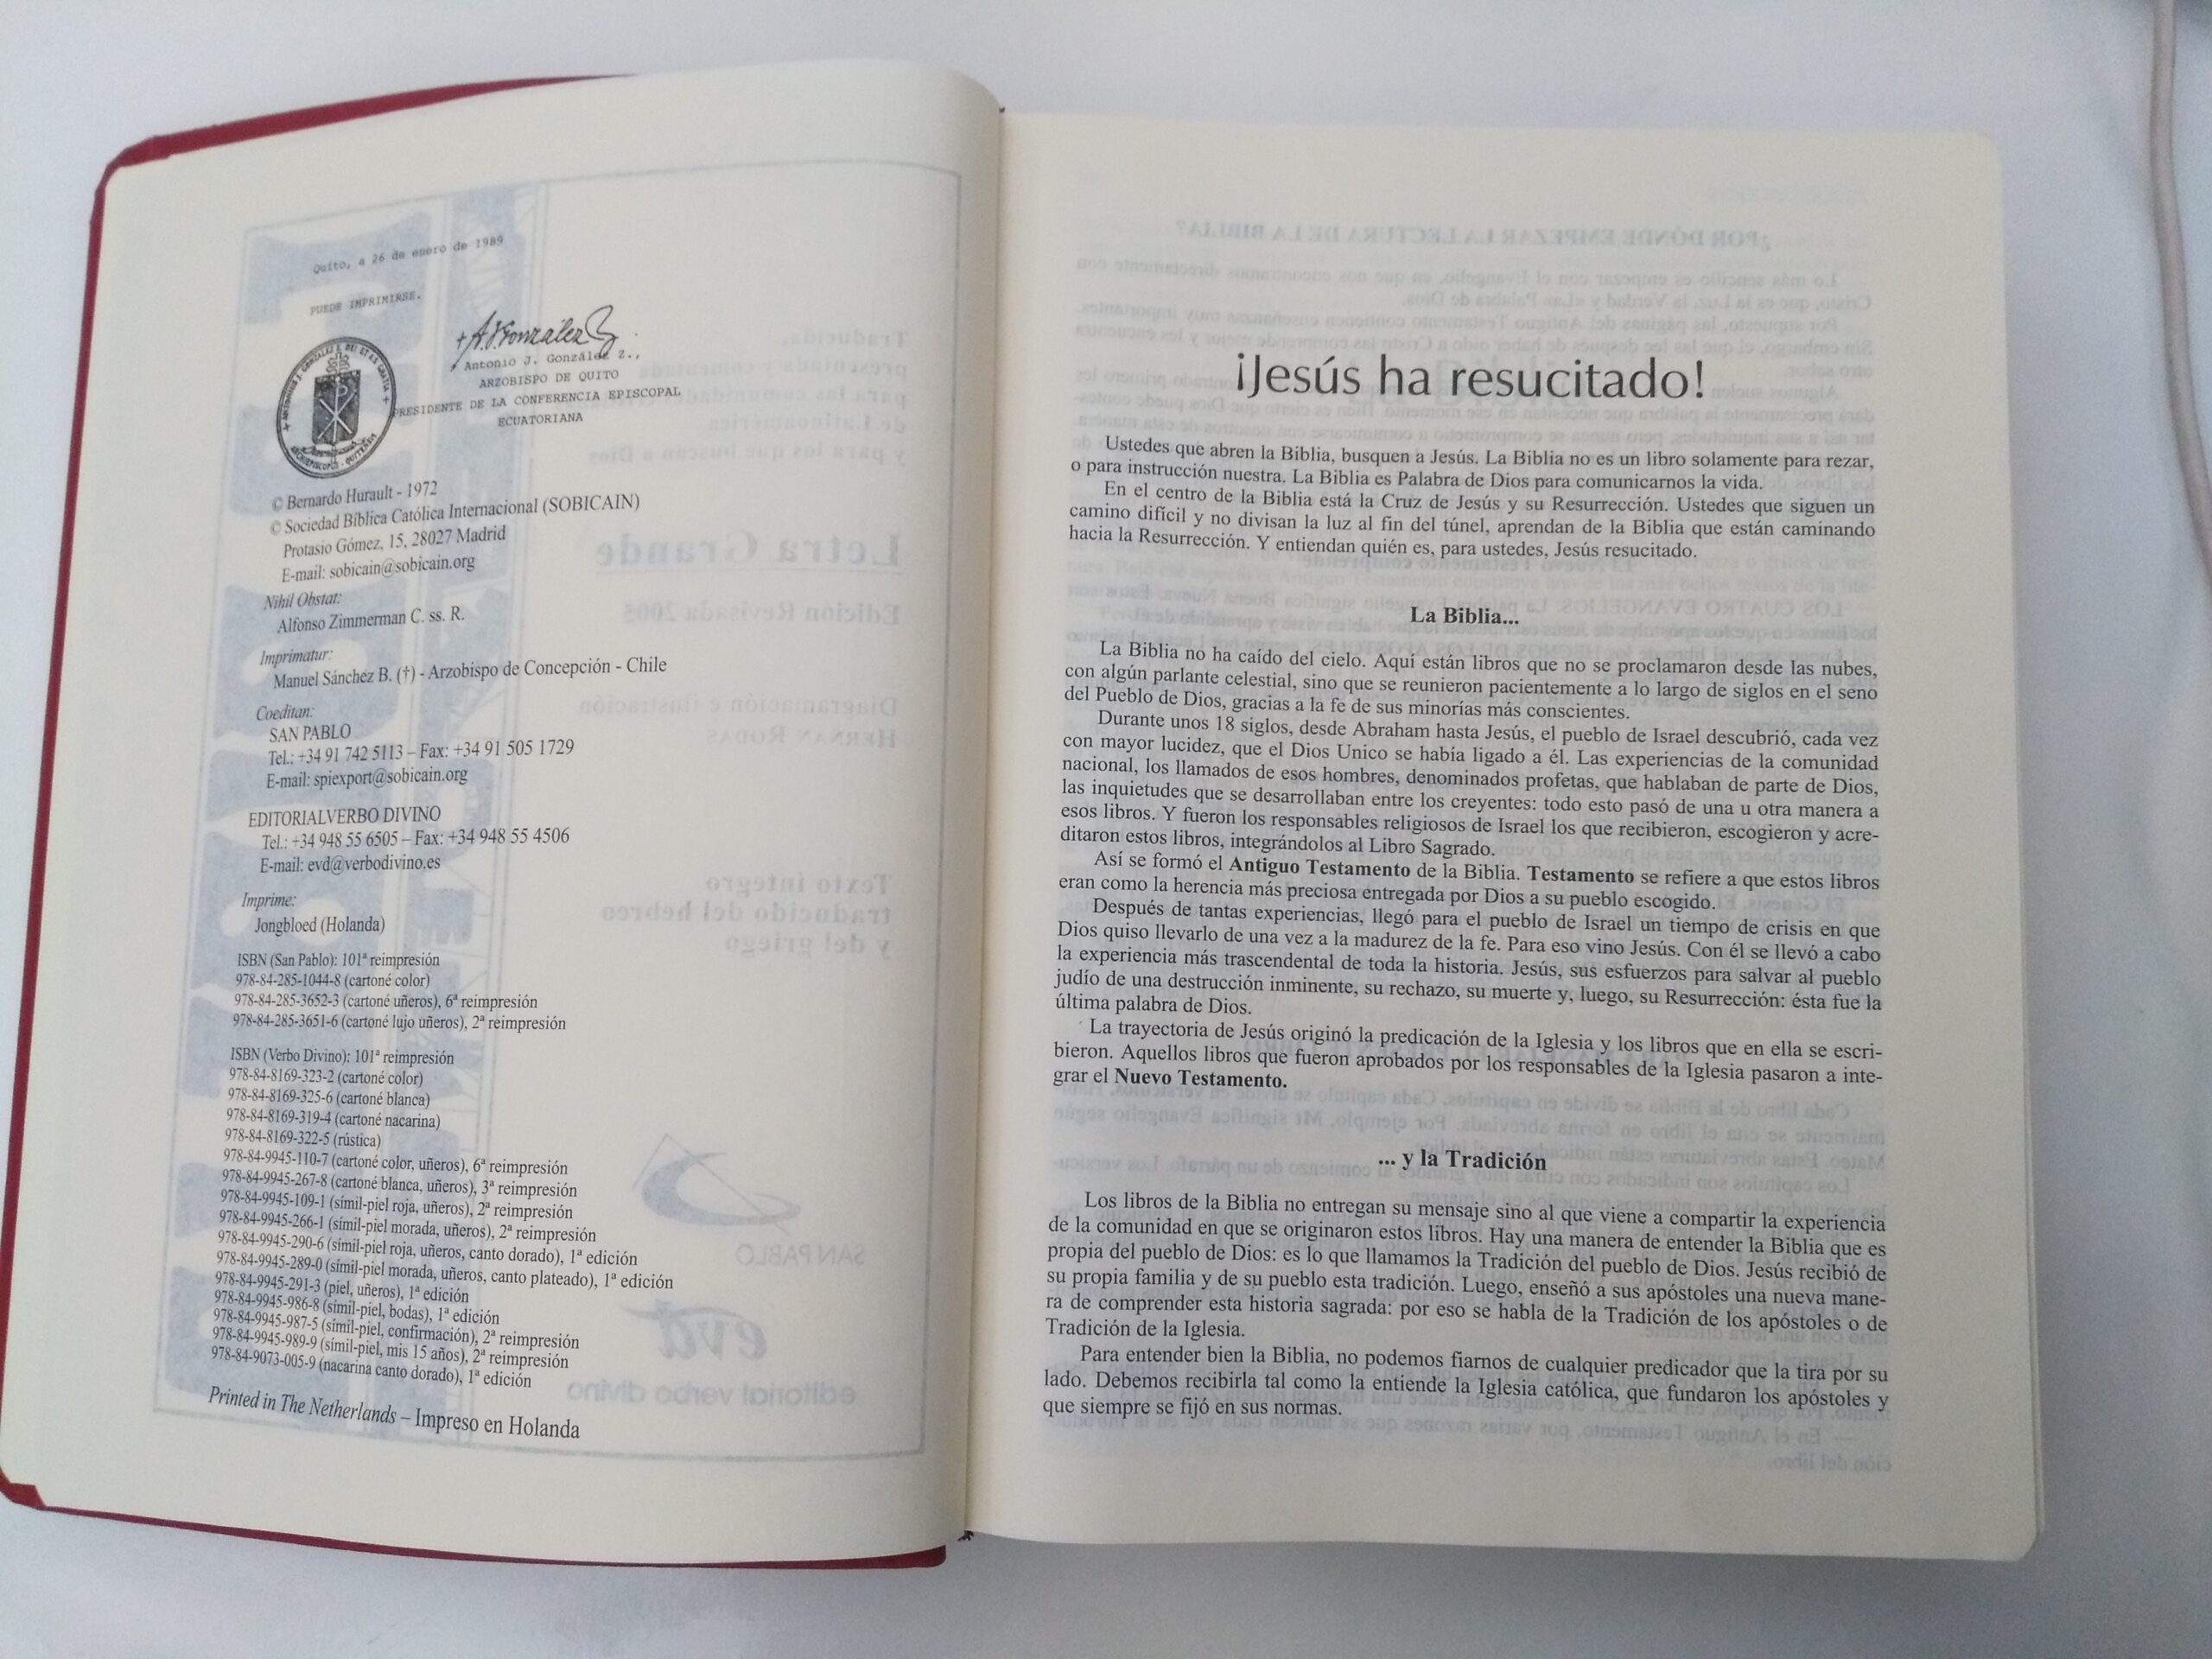 Quito, a 26 de enero de 1989
PUEDE IMPRIMIRSE.
+A.J.González Z
Antonio J. González Z.,
ARZOBISPO DE QUITO
PRESIDENTE DE LA CONFERENCIA EPISCOPAL
ECUATORIANA
© Bernardo Hurault - 1972
© Sociedad Bíblica Católica Internacional (SOBICAIN)
Protasio Gómez, 15, 28027 Madrid
E-mail: sobicain@sobicain.org
Nihil Obstat:
Alfonso Zimmerman C. ss. R.
Imprimatur:
Manuel Sánchez B. (†) - Arzobispo de Concepción - Chile
Coeditan:
SAN PABLO
Tel.: +34 91 742 5113 – Fax: +34 91 505 1729
E-mail: spiexport@sobicain.org
EDITORIALVERBO DIVINO
Tel.: +34 948 55 6505 – Fax: +34 948 55 4506
E-mail: evd@verbodivino.es
Imprime:
Jongbloed (Holanda)
ISBN (San Pablo): 101ª reimpresión
978-84-285-1044-8 (cartoné color)
978-84-285-3652-3 (cartoné uñeros), 6ª reimpresión
978-84-285-3651-6 (cartoné lujo uñeros), 2ª reimpresión
ISBN (Verbo Divino): 101ª reimpresión
978-84-8169-323-2 (cartoné color)
978-84-8169-325-6 (cartoné blanca)
978-84-8169-319-4 (cartoné nacarina)
978-84-8169-322-5 (rústica)
978-84-9945-110-7 (cartoné color, uñeros), 6ª reimpresión
978-84-9945-267-8 (cartoné blanca, uñeros), 3ª reimpresión
978-84-9945-109-1 (símil-piel roja, uñeros), 2ª reimpresión
978-84-9945-266-1 (símil-piel morada, uñeros), 2ª reimpresión
978-84-9945-290-6 (símil-piel roja, uñeros, canto dorado), 1ª edición
978-84-9945-289-0 (símil-piel morada, uñeros, canto plateado), 1ª edición
978-84-9945-291-3 (piel, uñeros), 1ª edición
978-84-9945-986-8 (símil-piel, bodas), 1ª edición
978-84-9945-987-5 (símil-piel, confirmación), 2ª reimpresión
978-84-9945-989-9 (símil-piel, mis 15 años), 2ª reimpresión
978-84-9073-005-9 (nacarina canto dorado), 1ª edición
Printed in The Netherlands – Impreso en Holanda
¡Jesús ha resucitado!
Ustedes que abren la Biblia, busquen a Jesús. La Biblia no es un libro solamente para rezar,
o para instrucción nuestra. La Biblia es Palabra de Dios para comunicarnos la vida.
En el centro de la Biblia está la Cruz de Jesús y su Resurrección. Ustedes que siguen un
camino difícil y no divisan la luz al fin del túnel, aprendan de la Biblia que están caminando
hacia la Resurrección. Y entiendan quién es, para ustedes, Jesús resucitado.
La Biblia...
La Biblia no ha caído del cielo. Aquí están libros que no se proclamaron desde las nubes,
con algún parlante celestial, sino que se reunieron pacientemente a lo largo de siglos en el seno
del Pueblo de Dios, gracias a la fe de sus minorías más conscientes.
Durante unos 18 siglos, desde Abraham hasta Jesús, el pueblo de Israel descubrió, cada vez
con mayor lucidez, que el Dios Unico se había ligado a él. Las experiencias de la comunidad
nacional, los llamados de esos hombres, denominados profetas, que hablaban de parte de Dios,
las inquietudes que se desarrollaban entre los creyentes: todo esto pasó de una u otra manera a
esos libros. Y fueron los responsables religiosos de Israel los que recibieron, escogieron y acre-
ditaron estos libros, integrándolos al Libro Sagrado.
Así se formó el Antiguo Testamento de la Biblia. Testamento se refiere a que estos libros
eran como la herencia más preciosa entregada por Dios a su pueblo escogido.
Después de tantas experiencias, llegó para el pueblo de Israel un tiempo de crisis en que
Dios quiso llevarlo de una vez a la madurez de la fe. Para eso vino Jesús. Con él se llevó a cabo
la experiencia más trascendental de toda la historia. Jesús, sus esfuerzos para salvar al pueblo
judío de una destrucción inminente, su rechazo, su muerte y, luego, su Resurrección: ésta fue la
última palabra de Dios.
La trayectoria de Jesús originó la predicación de la Iglesia y los libros que en ella se escri-
bieron. Aquellos libros que fueron aprobados por los responsables de la Iglesia pasaron a inte-
grar el Nuevo Testamento.
... y la Tradición
Los libros de la Biblia no entregan su mensaje sino al que viene a compartir la experiencia
de la comunidad en que se originaron estos libros. Hay una manera de entender la Biblia que es
propia del pueblo de Dios: es lo que llamamos la Tradición del pueblo de Dios. Jesús recibió de
su propia familia y de su pueblo esta tradición. Luego, enseñó a sus apóstoles una nueva mane-
ra de comprender esta historia sagrada: por eso se habla de la Tradición de los apóstoles o de
Tradición de la Iglesia.
Para entender bien la Biblia, no podemos fiarnos de cualquier predicador que la tira por su
lado. Debemos recibirla tal como la entiende la Iglesia católica, que fundaron los apóstoles y
que siempre se fijó en sus normas.